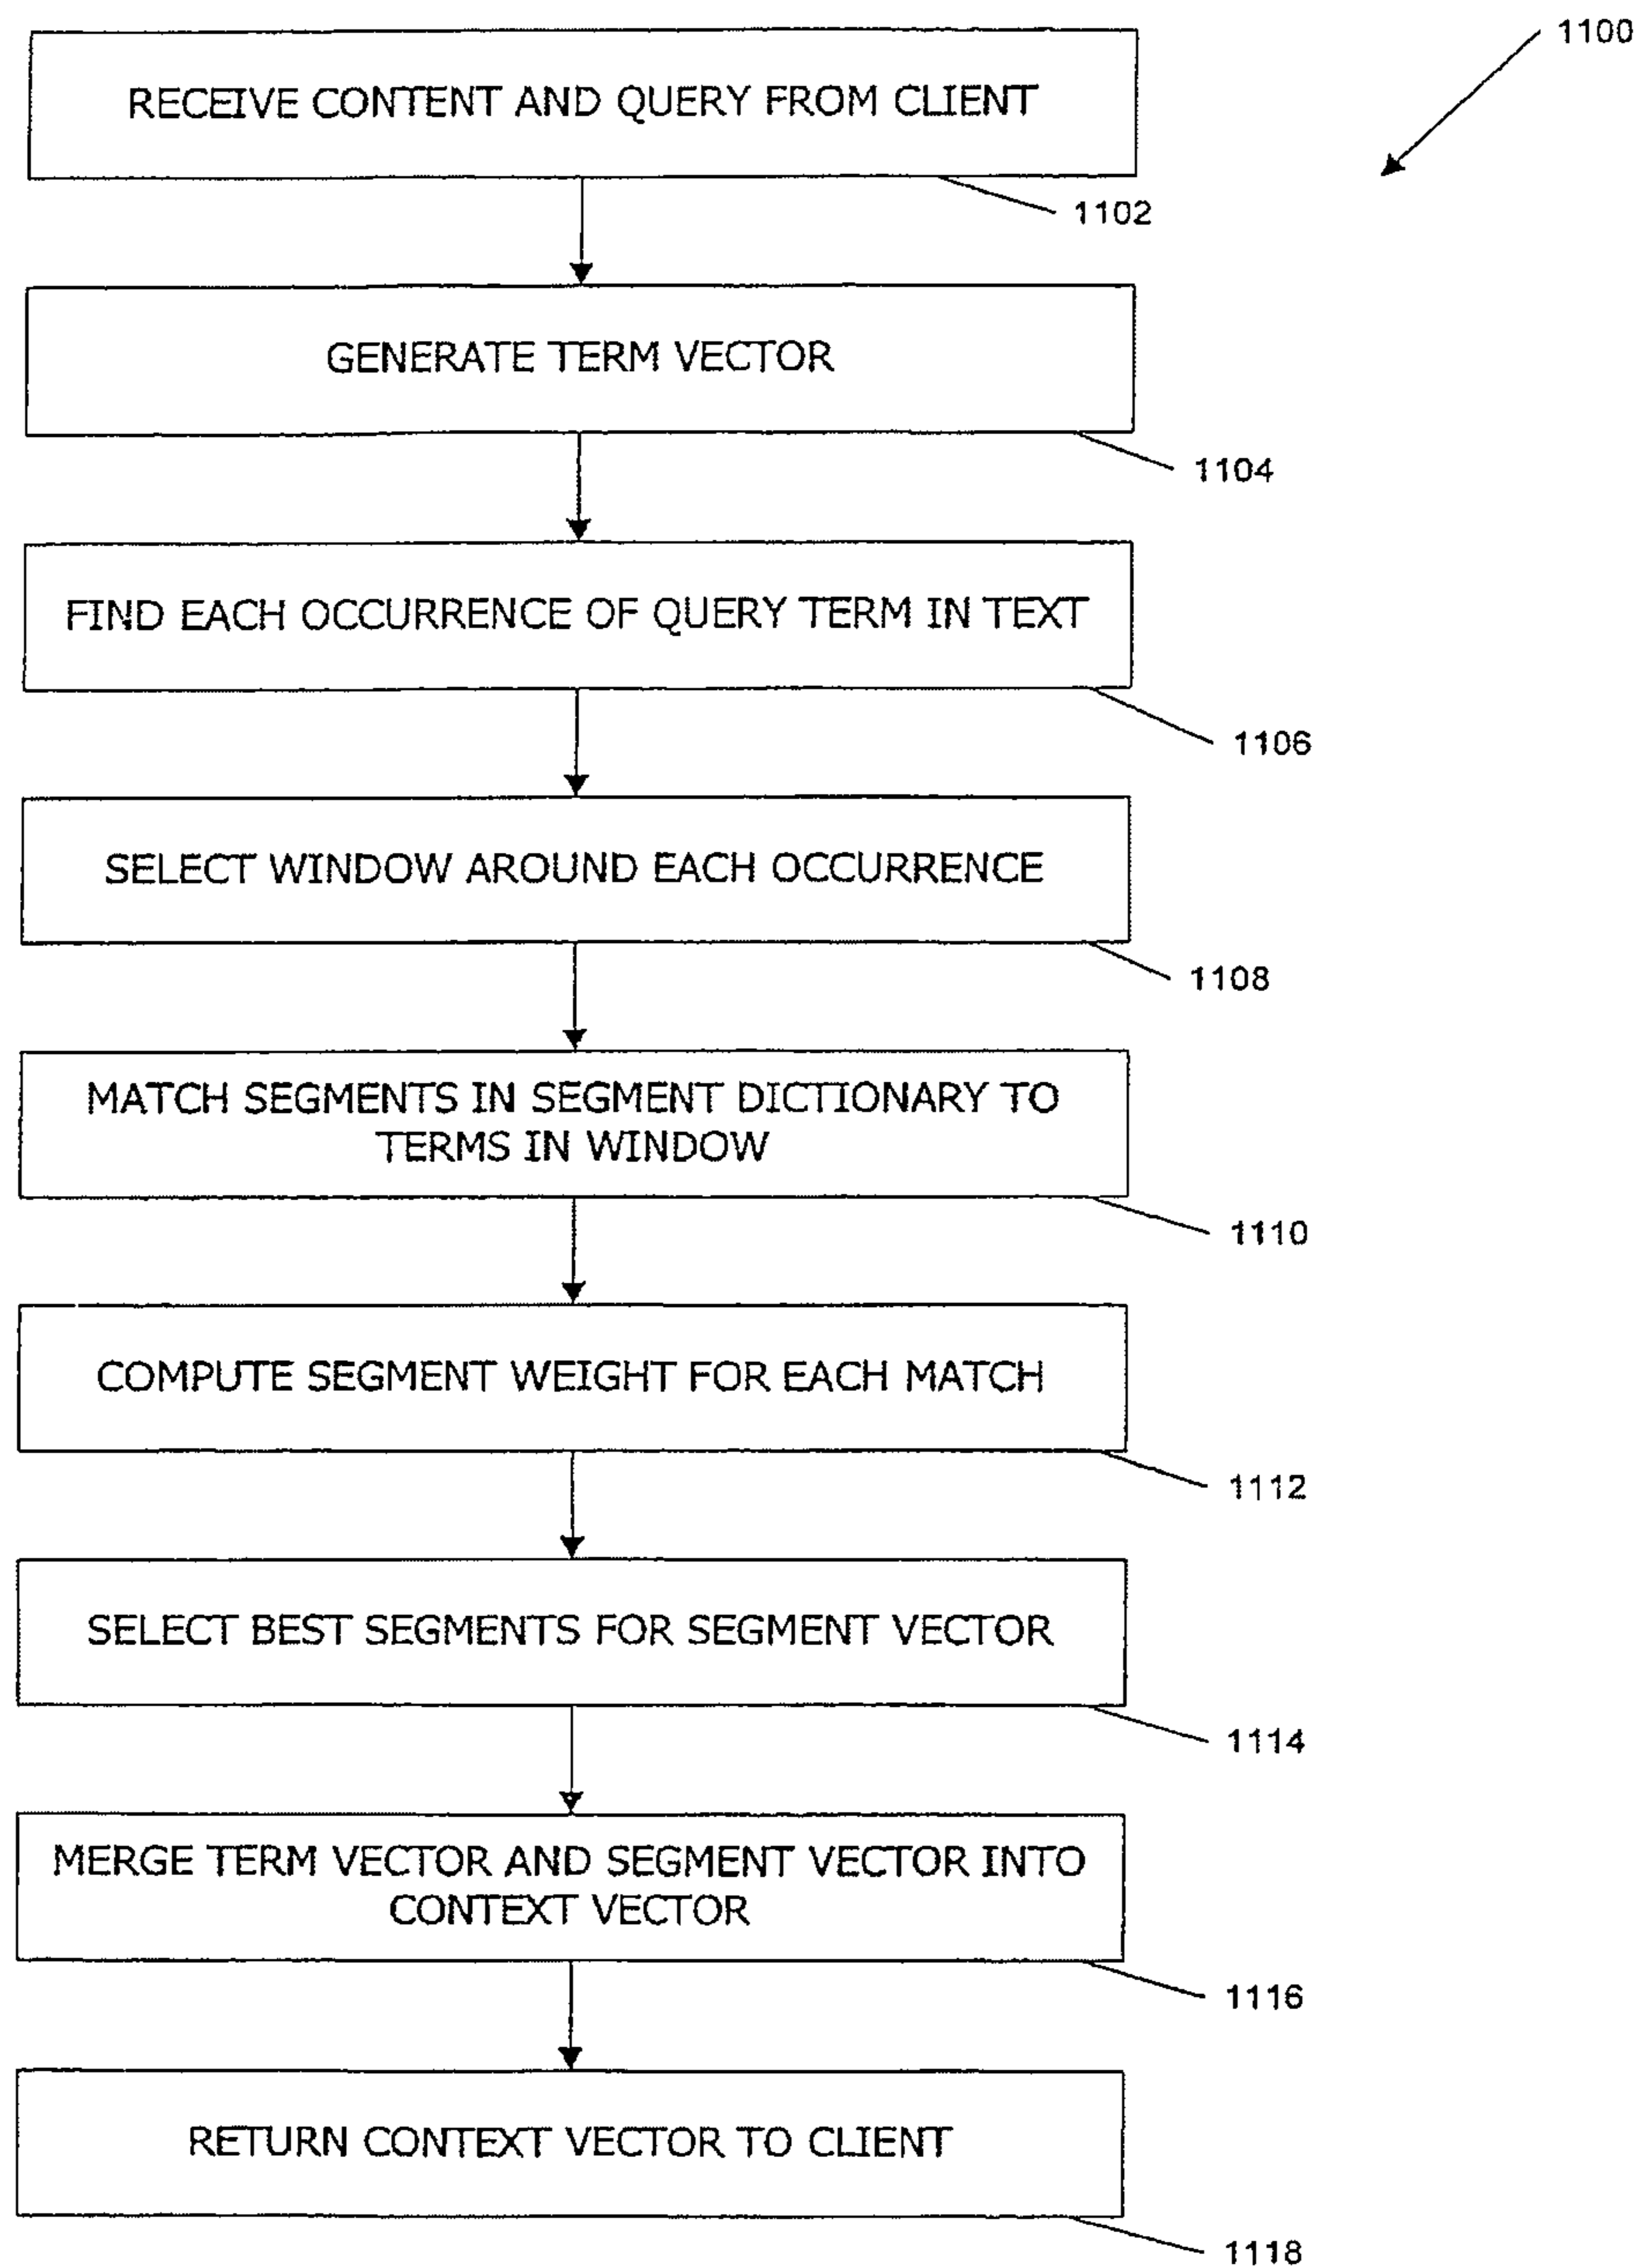 1100
RECEIVE CONTENT AND QUERY FROM CLIENT
1102
GENERATE TERM VECTOR
1104
FIND EACH OCCURRENCE OF QUERY TERM IN TEXT
1106
SELECT WINDOW AROUND EACH OCCURRENCE
1108
MATCH SEGMENTS IN SEGMENT DICTIONARY TO
TERMS IN WINDOW
1110
COMPUTE SEGMENT WEIGHT FOR EACH MATCH
1112
SELECT BEST SEGMENTS FOR SEGMENT VECTOR
1114
MERGE TERM VECTOR AND SEGMENT VECTOR INTO
CONTEXT VECTOR
1116
RETURN CONTEXT VECTOR TO CLIENT
1118